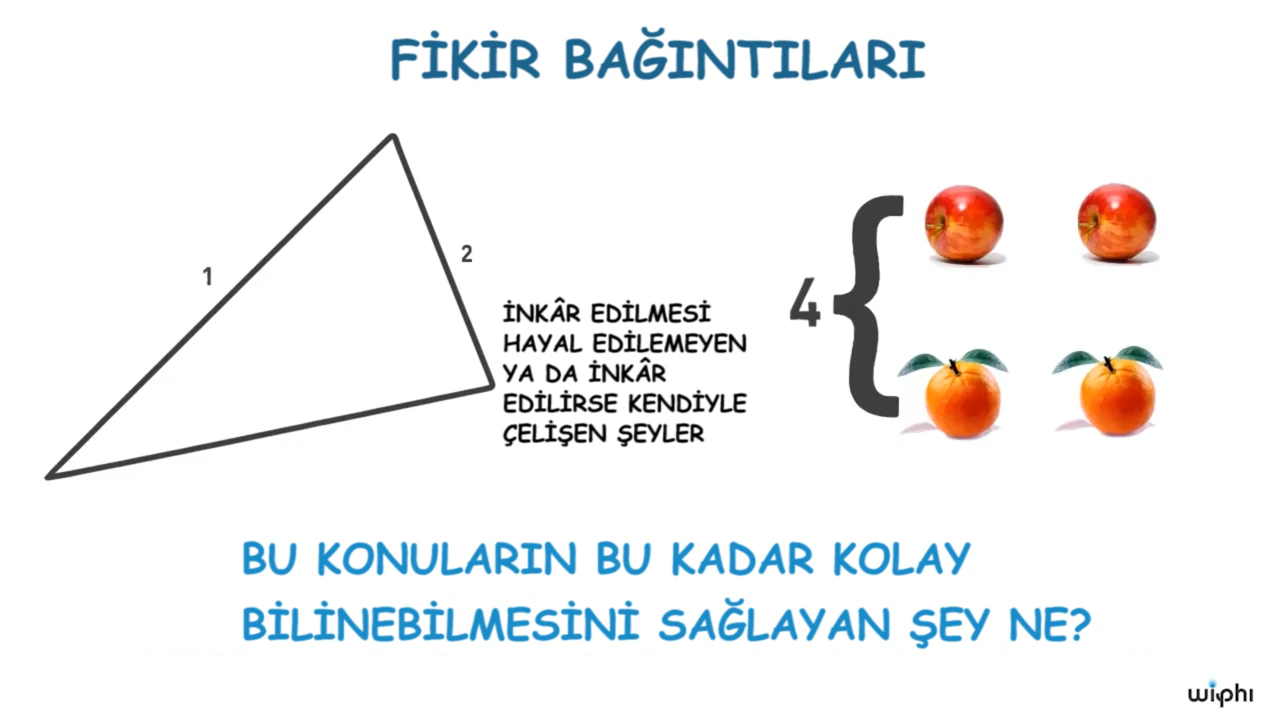 FİKİR BAĞINTILARI
1
2
4
İNKÂR EDİLMESİ
HAYAL EDİLEMEYEN
YA DA İNKÂR
EDİLİRSE KENDİYLE
ÇELİŞEN ŞEYLER
BU KONULARIN BU KADAR KOLAY
BİLİNEBİLMESİNİ SAĞLAYAN ŞEY NE?
wiphi